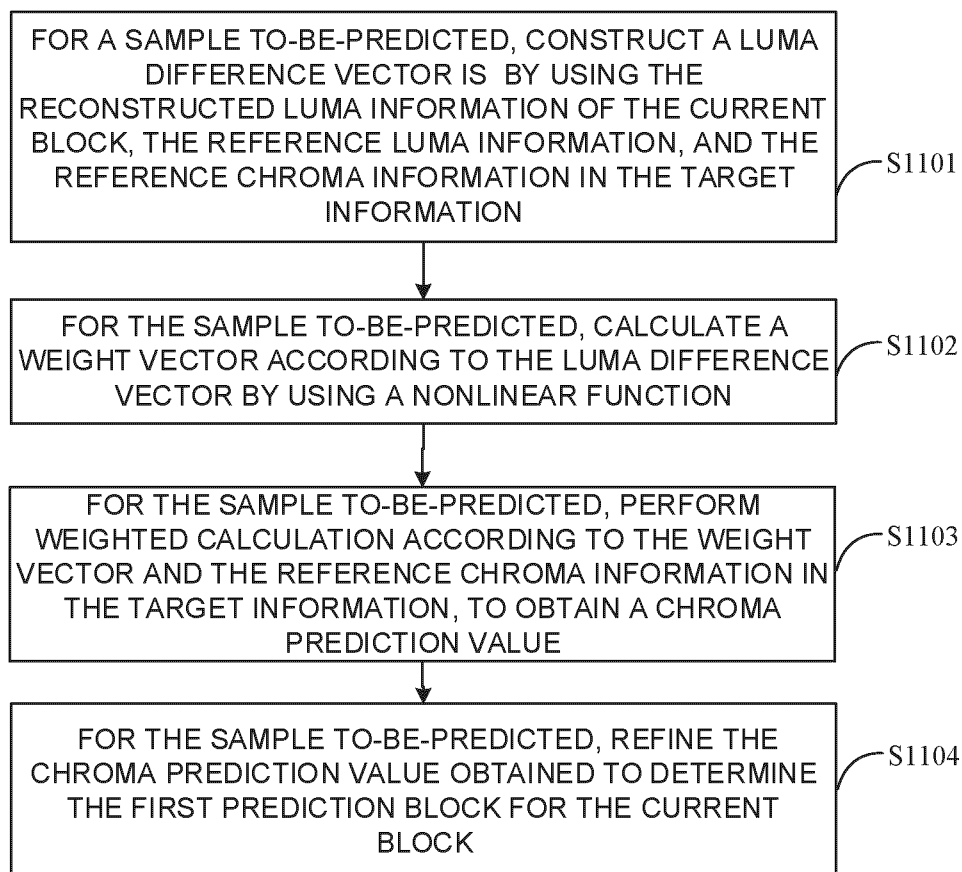 FOR A SAMPLE TO-BE-PREDICTED, CONSTRUCT A LUMA
DIFFERENCE VECTOR IS BY USING THE
RECONSTRUCTED LUMA INFORMATION OF THE CURRENT
BLOCK, THE REFERENCE LUMA INFORMATION, AND THE
REFERENCE CHROMA INFORMATION IN THE TARGET
INFORMATION
S1101
FOR THE SAMPLE TO-BE-PREDICTED, CALCULATE A
WEIGHT VECTOR ACCORDING TO THE LUMA DIFFERENCE
VECTOR BY USING A NONLINEAR FUNCTION
S1102
FOR THE SAMPLE TO-BE-PREDICTED, PERFORM
WEIGHTED CALCULATION ACCORDING TO THE WEIGHT
VECTOR AND THE REFERENCE CHROMA INFORMATION IN
THE TARGET INFORMATION, TO OBTAIN A CHROMA
PREDICTION VALUE
S1103
FOR THE SAMPLE TO-BE-PREDICTED, REFINE THE
CHROMA PREDICTION VALUE OBTAINED TO DETERMINE
THE FIRST PREDICTION BLOCK FOR THE CURRENT
BLOCK
S1104